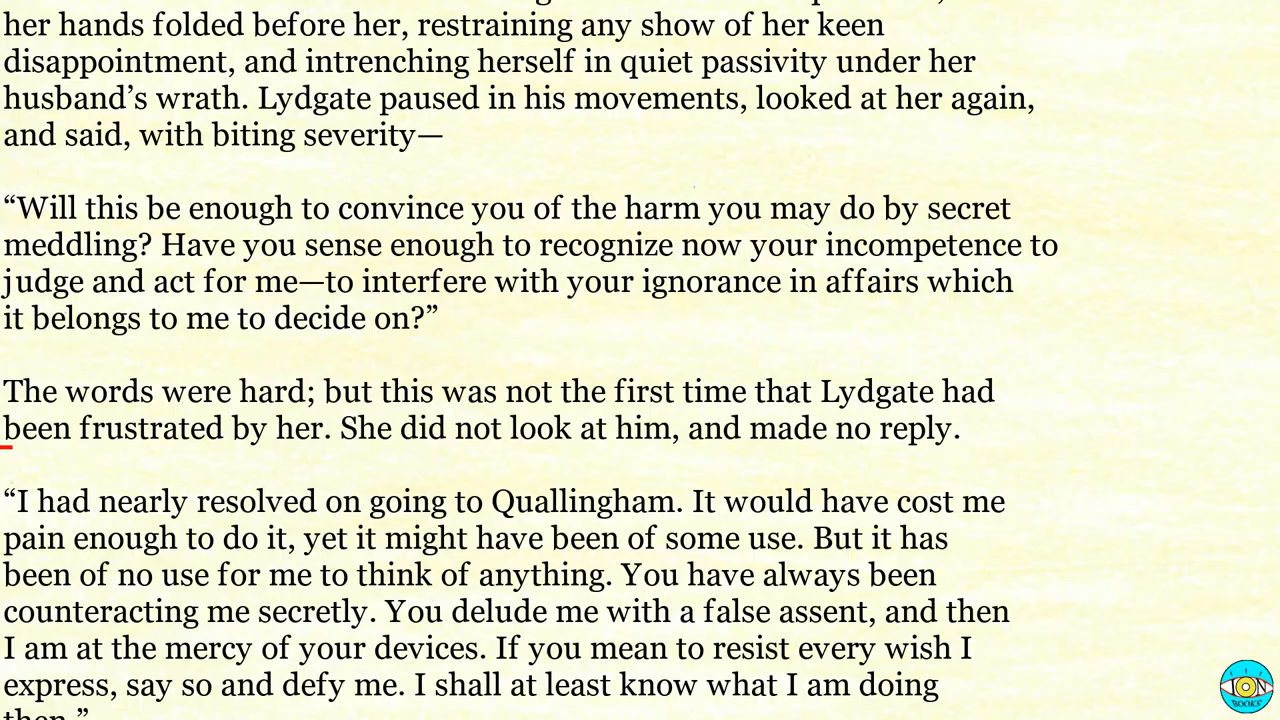 her hands folded before her, restraining any show of her keen
disappointment, and intrenching herself in quiet passivity under her
husband’s wrath. Lydgate paused in his movements, looked at her again,
and said, with biting severity—
“Will this be enough to convince you of the harm you may do by secret
meddling? Have you sense enough to recognize now your incompetence to
judge and act for me—to interfere with your ignorance in affairs which
it belongs to me to decide on?”
The words were hard; but this was not the first time that Lydgate had
been frustrated by her. She did not look at him, and made no reply.
“I had nearly resolved on going to Quallingham. It would have cost me
pain enough to do it, yet it might have been of some use. But it has
been of no use for me to think of anything. You have always been
counteracting me secretly. You delude me with a false assent, and then
I am at the mercy of your devices. If you mean to resist every wish I
express, say so and defy me. I shall at least know what I am doing
then.”
ION
BOOKS